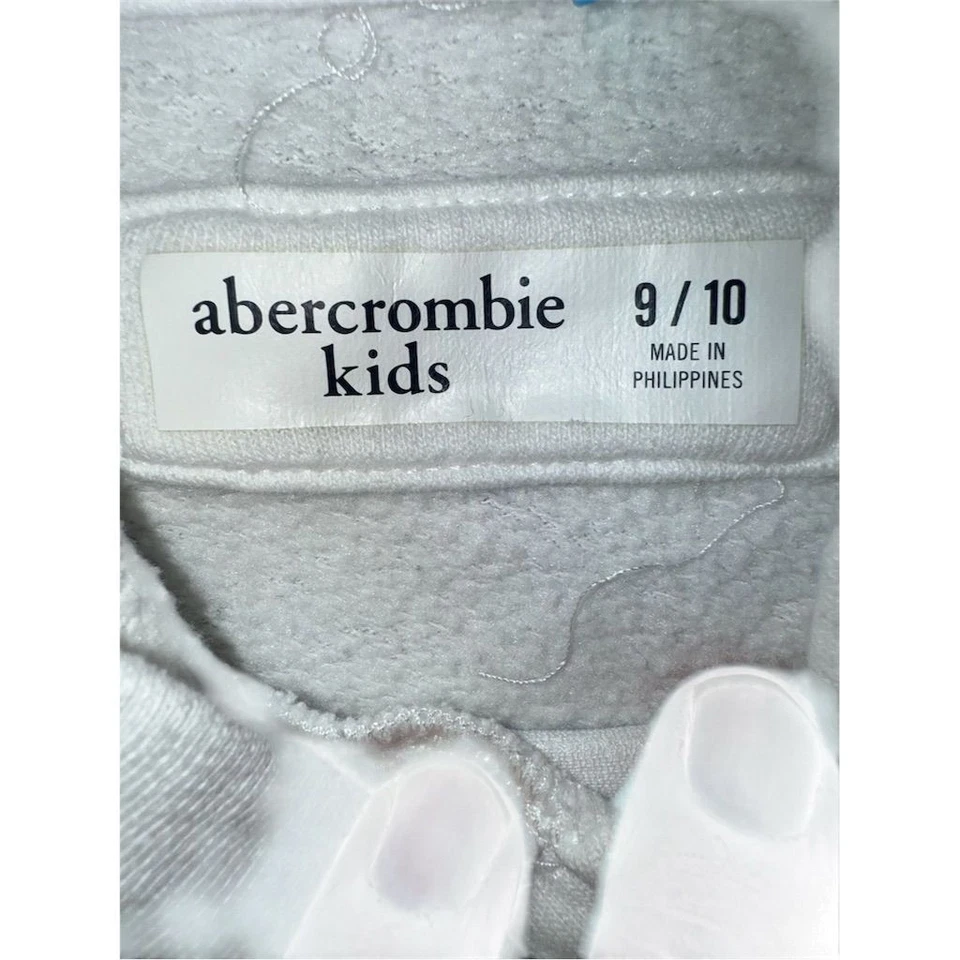 abercrombie
kids
9 / 10
MADE IN
PHILIPPINES